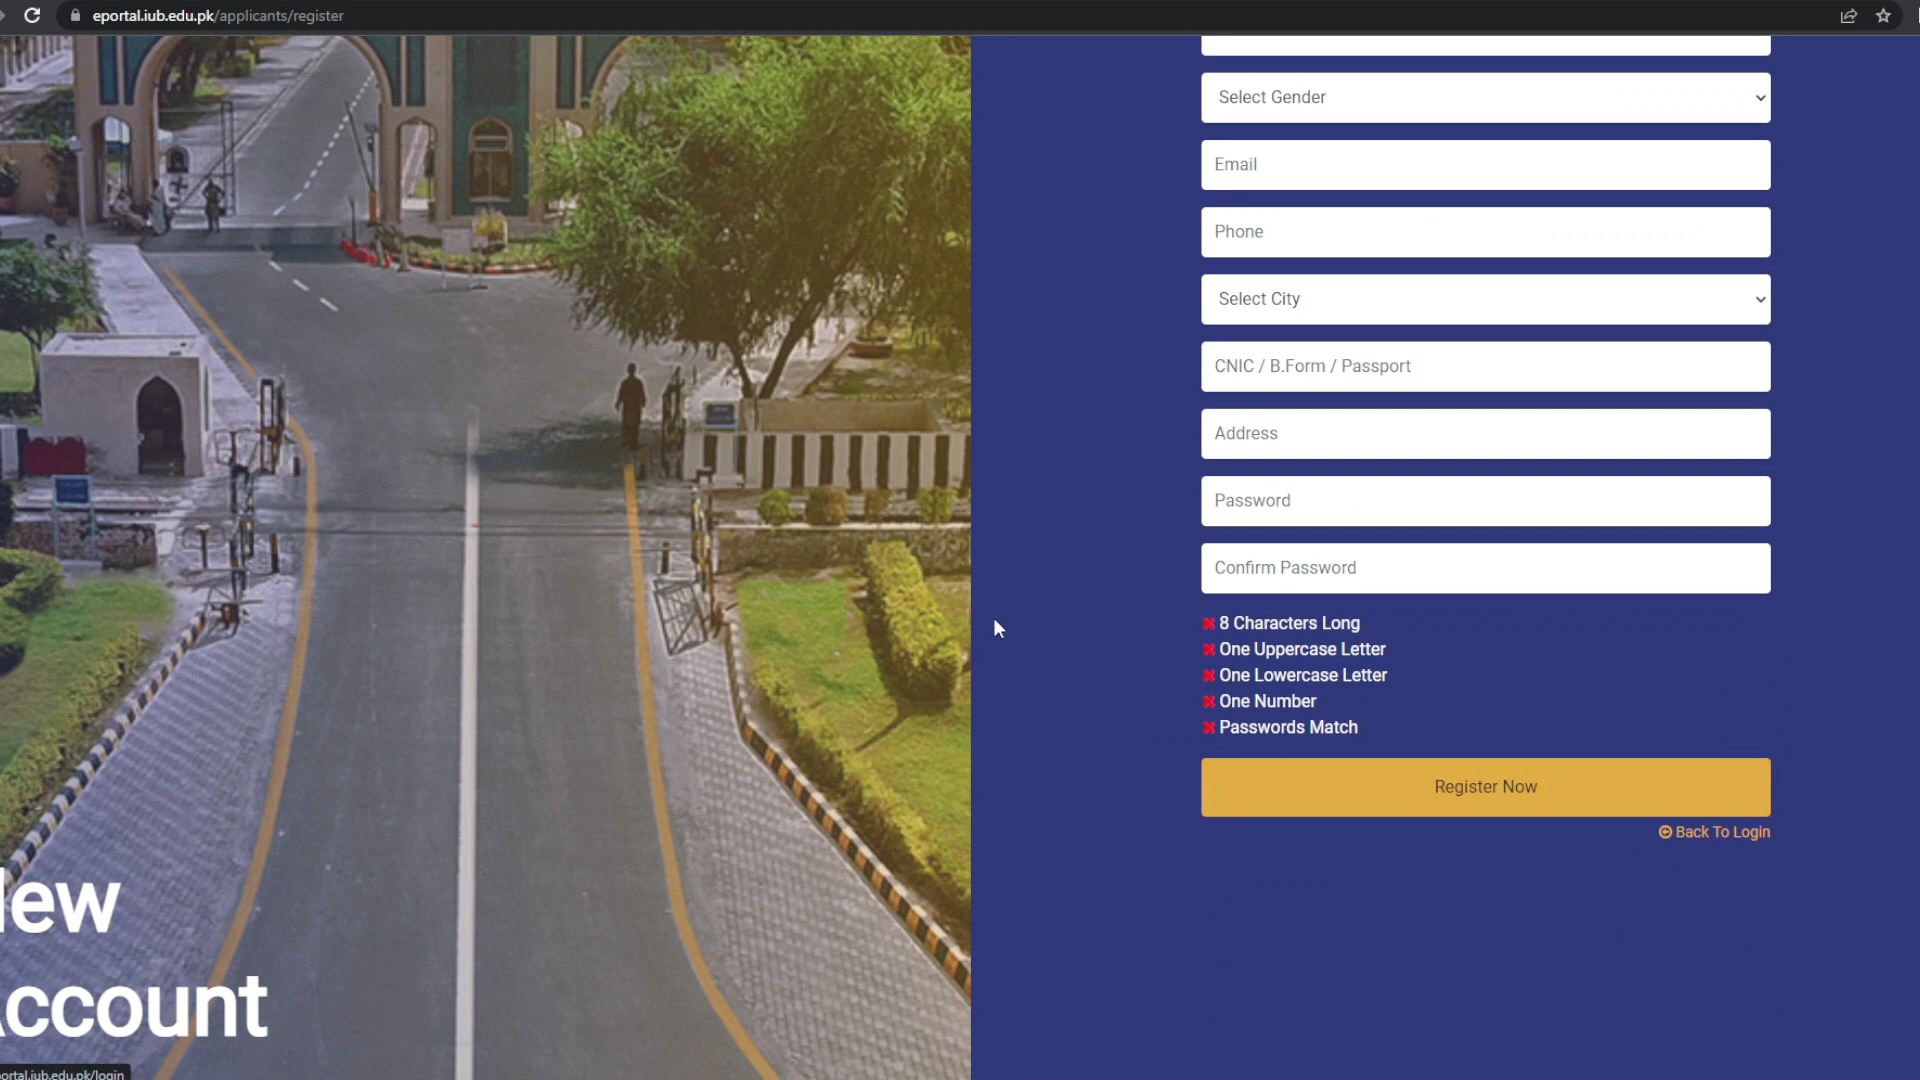 eportal.iub.edu.pk/applicants/register
Select Gender
Email
Phone
Select City
CNIC / B.Form / Passport
Address
Password
Confirm Password
8 Characters Long
One Uppercase Letter
One Lowercase Letter
One Number
Passwords Match
Register Now
Back To Login
ew
ccount
ortal.iub.edu.pk/login